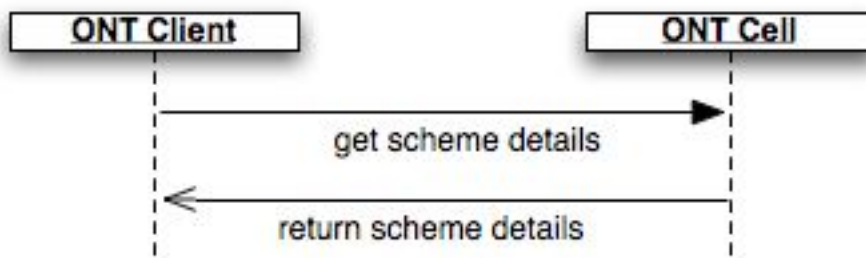 ONT Client
ONT Cell
get scheme details
return scheme details